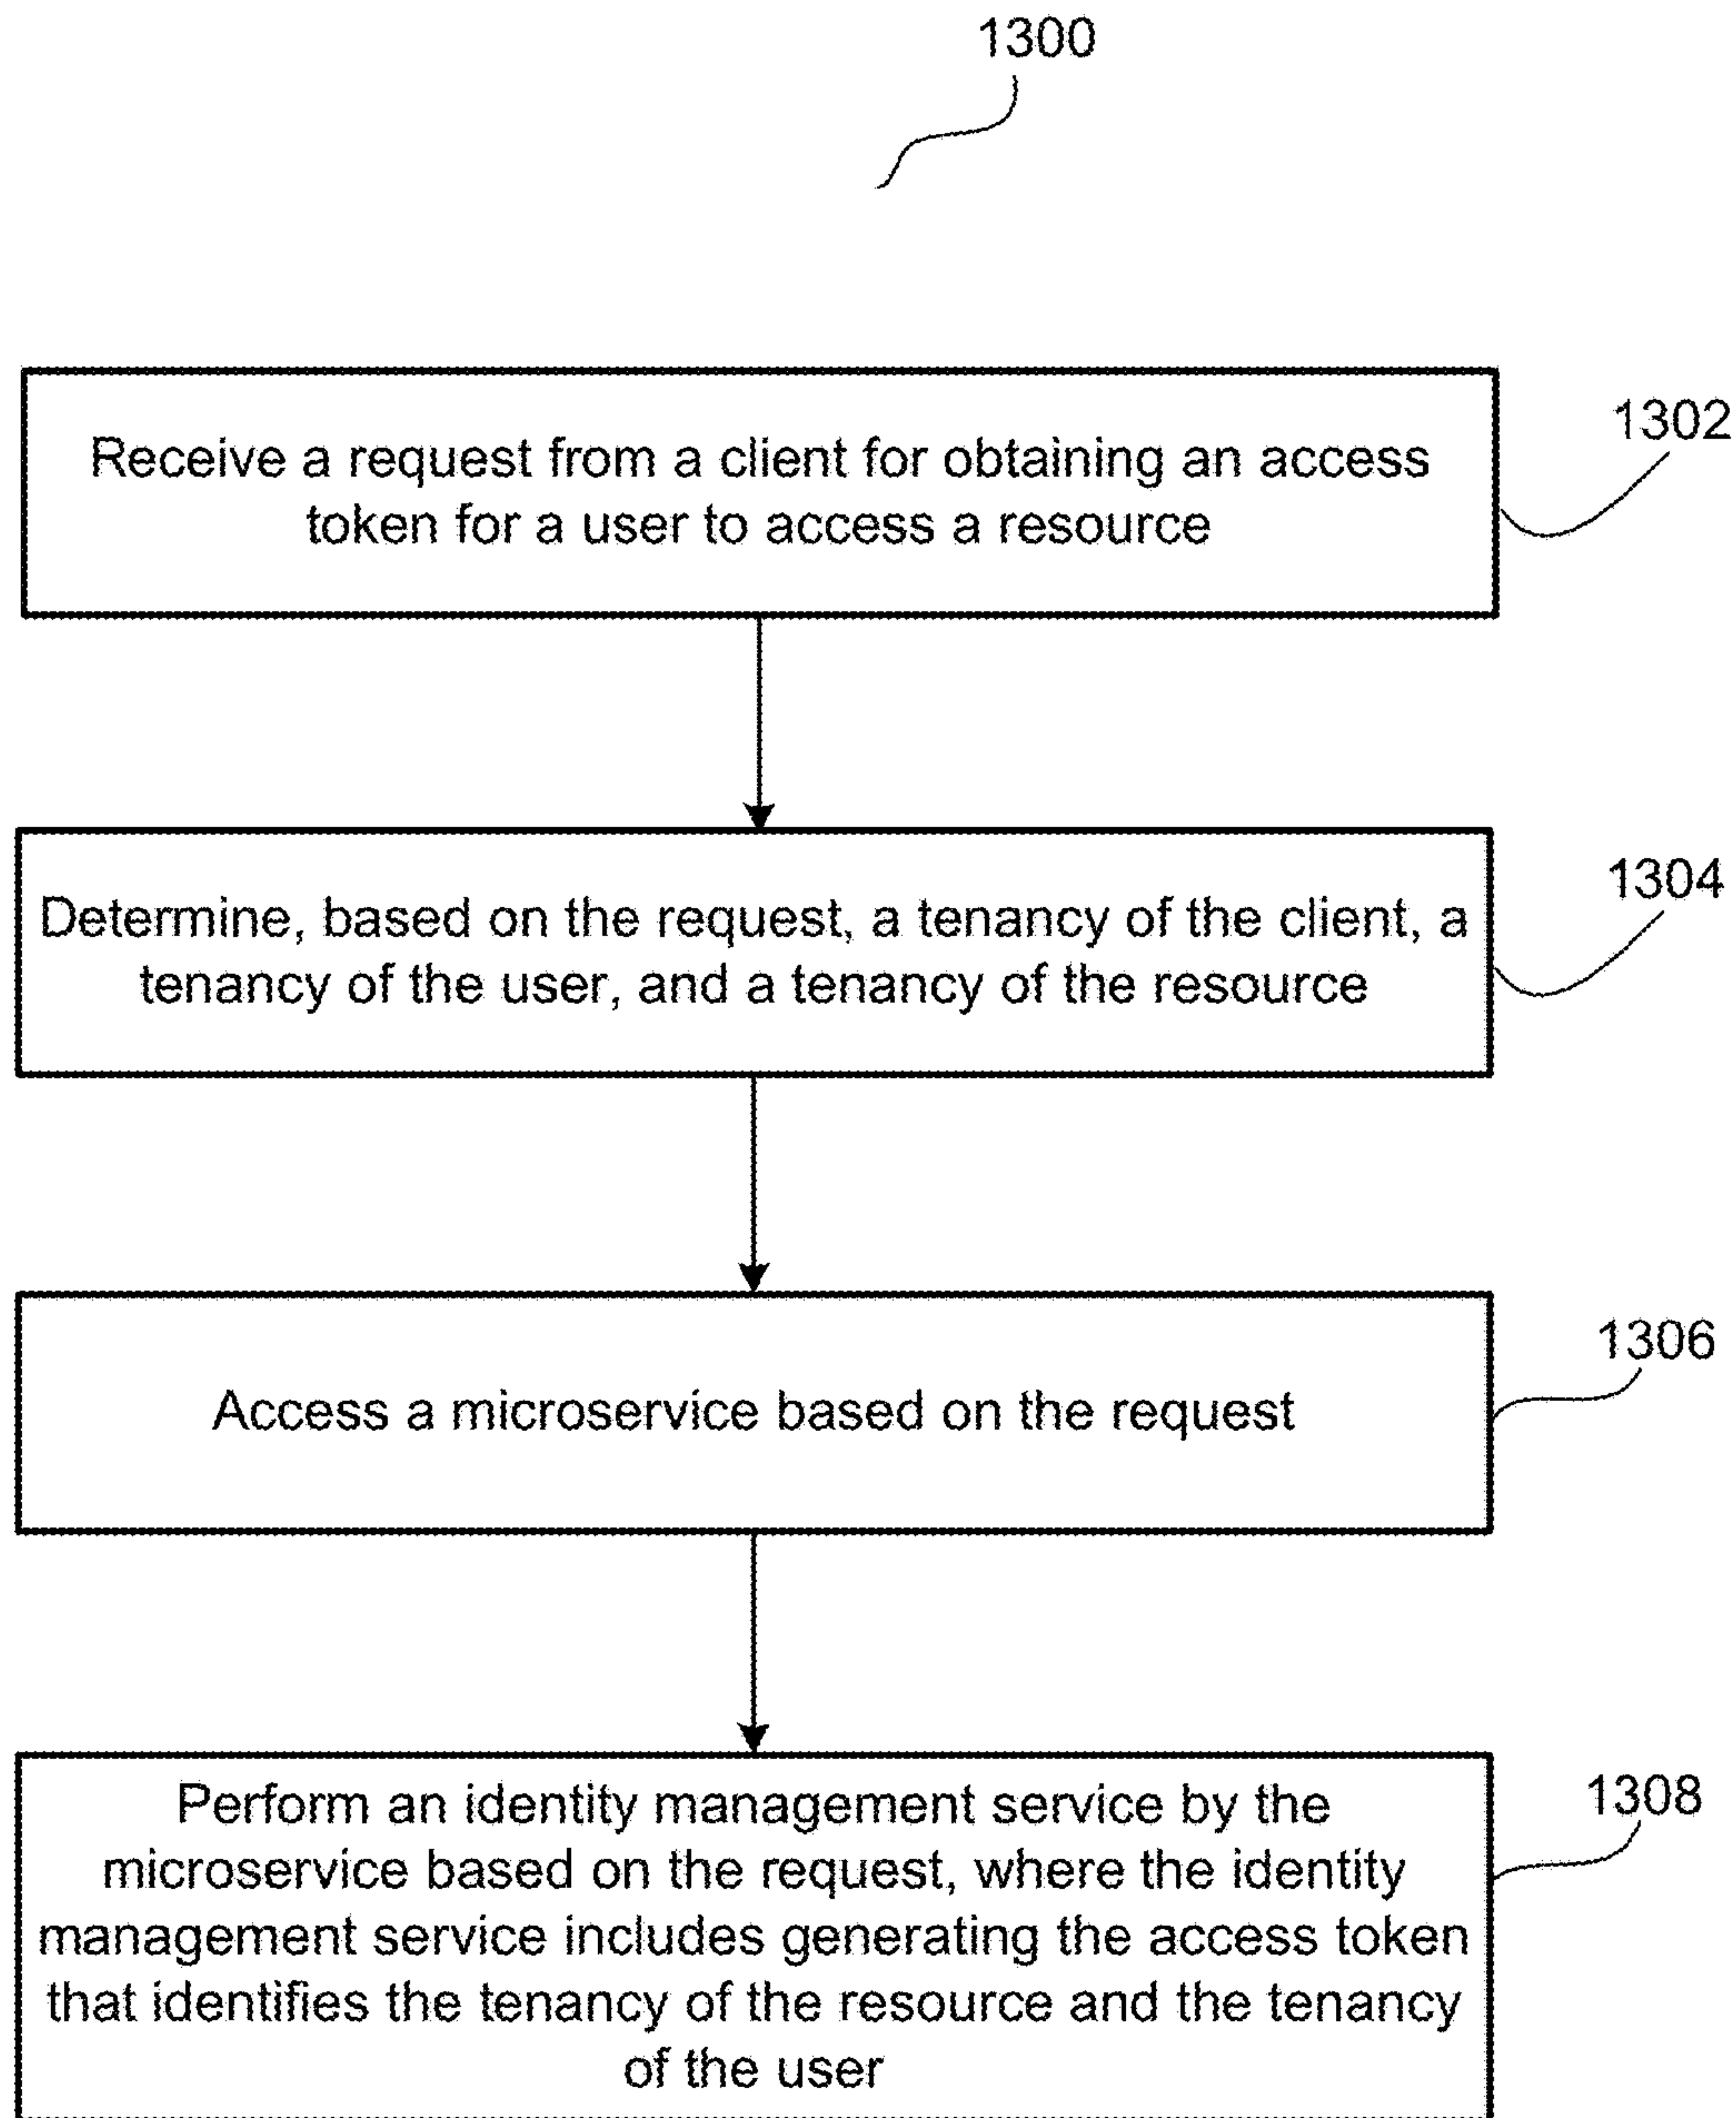 1300
Receive a request from a client for obtaining an access
token for a user to access a resource
1302
Determine, based on the request, a tenancy of the client, a
tenancy of the user, and a tenancy of the resource
1304
Access a microservice based on the request
1306
Perform an identity management service by the
microservice based on the request, where the identity
management service includes generating the access token
that identifies the tenancy of the resource and the tenancy
of the user
1308